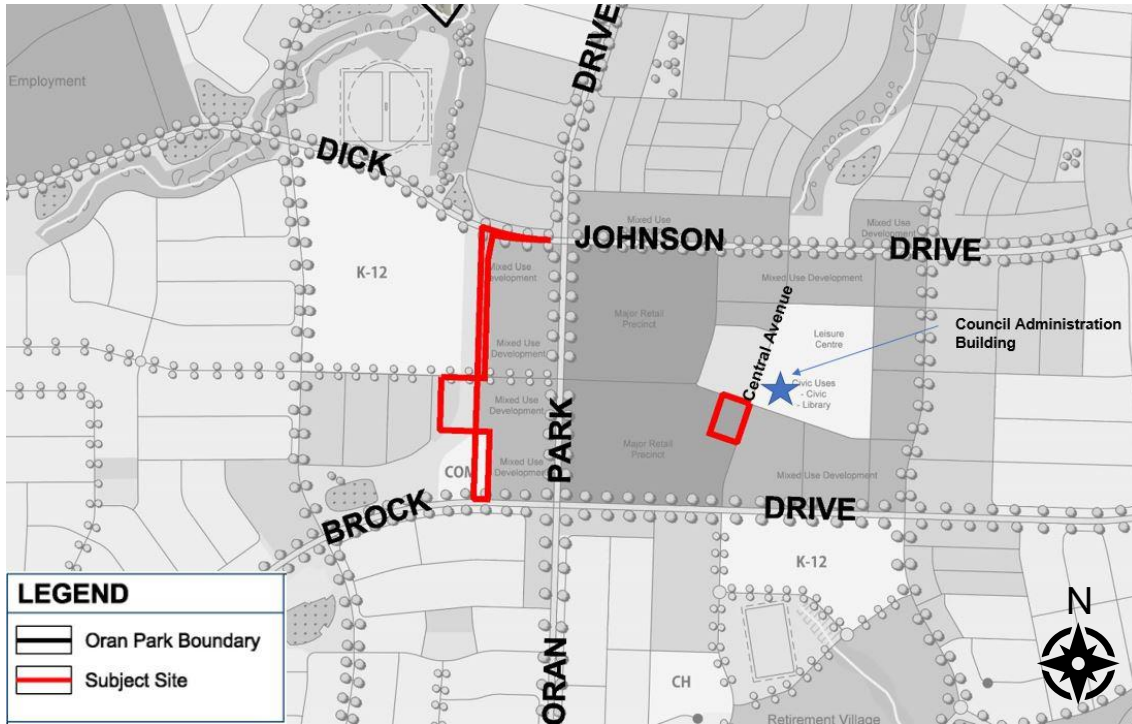 Employment
DRIVE
DICK
JOHNSON
DRIVE
Mixed Use
Development
Mixed Use
Mixed Use
Development
Mixed Use Development
K-12
Mixed Use
Development
Major Retail
Precinct
Central Avenue
Leisure
Centre
Council Administration
Building
Mixed Use
Development
Civic Uses
- Civic
- Library
PARK
Major Retail
Precinct
COM
Mixed Use
Development
Mixed Use Development
BROCK
DRIVE
K-12
LEGEND
Oran Park Boundary
Subject Site
ORAN
CH
Retirement Village
N